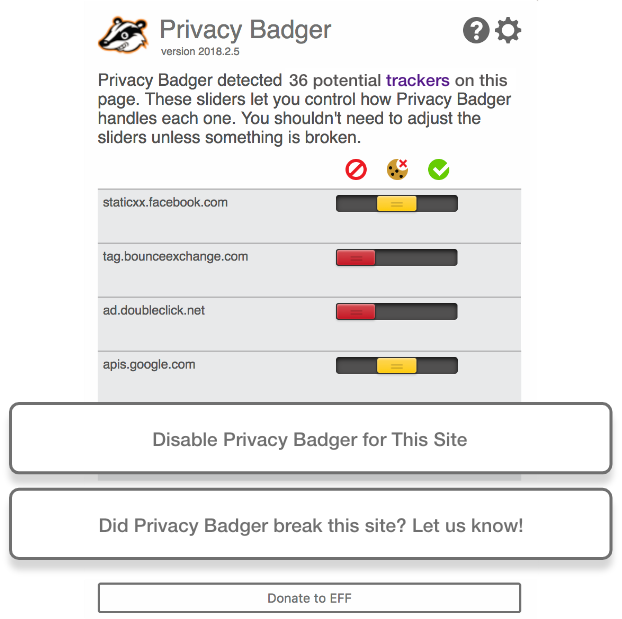 Privacy Badger
version 2018.2.5
Privacy Badger detected 36 potential trackers on this
page. These sliders let you control how Privacy Badger
handles each one. You shouldn't need to adjust the
sliders unless something is broken.
staticxx.facebook.com
tag.bounceexchange.com
ad.doubleclick.net
apis.google.com
Disable Privacy Badger for This Site
Did Privacy Badger break this site? Let us know!
Donate to EFF